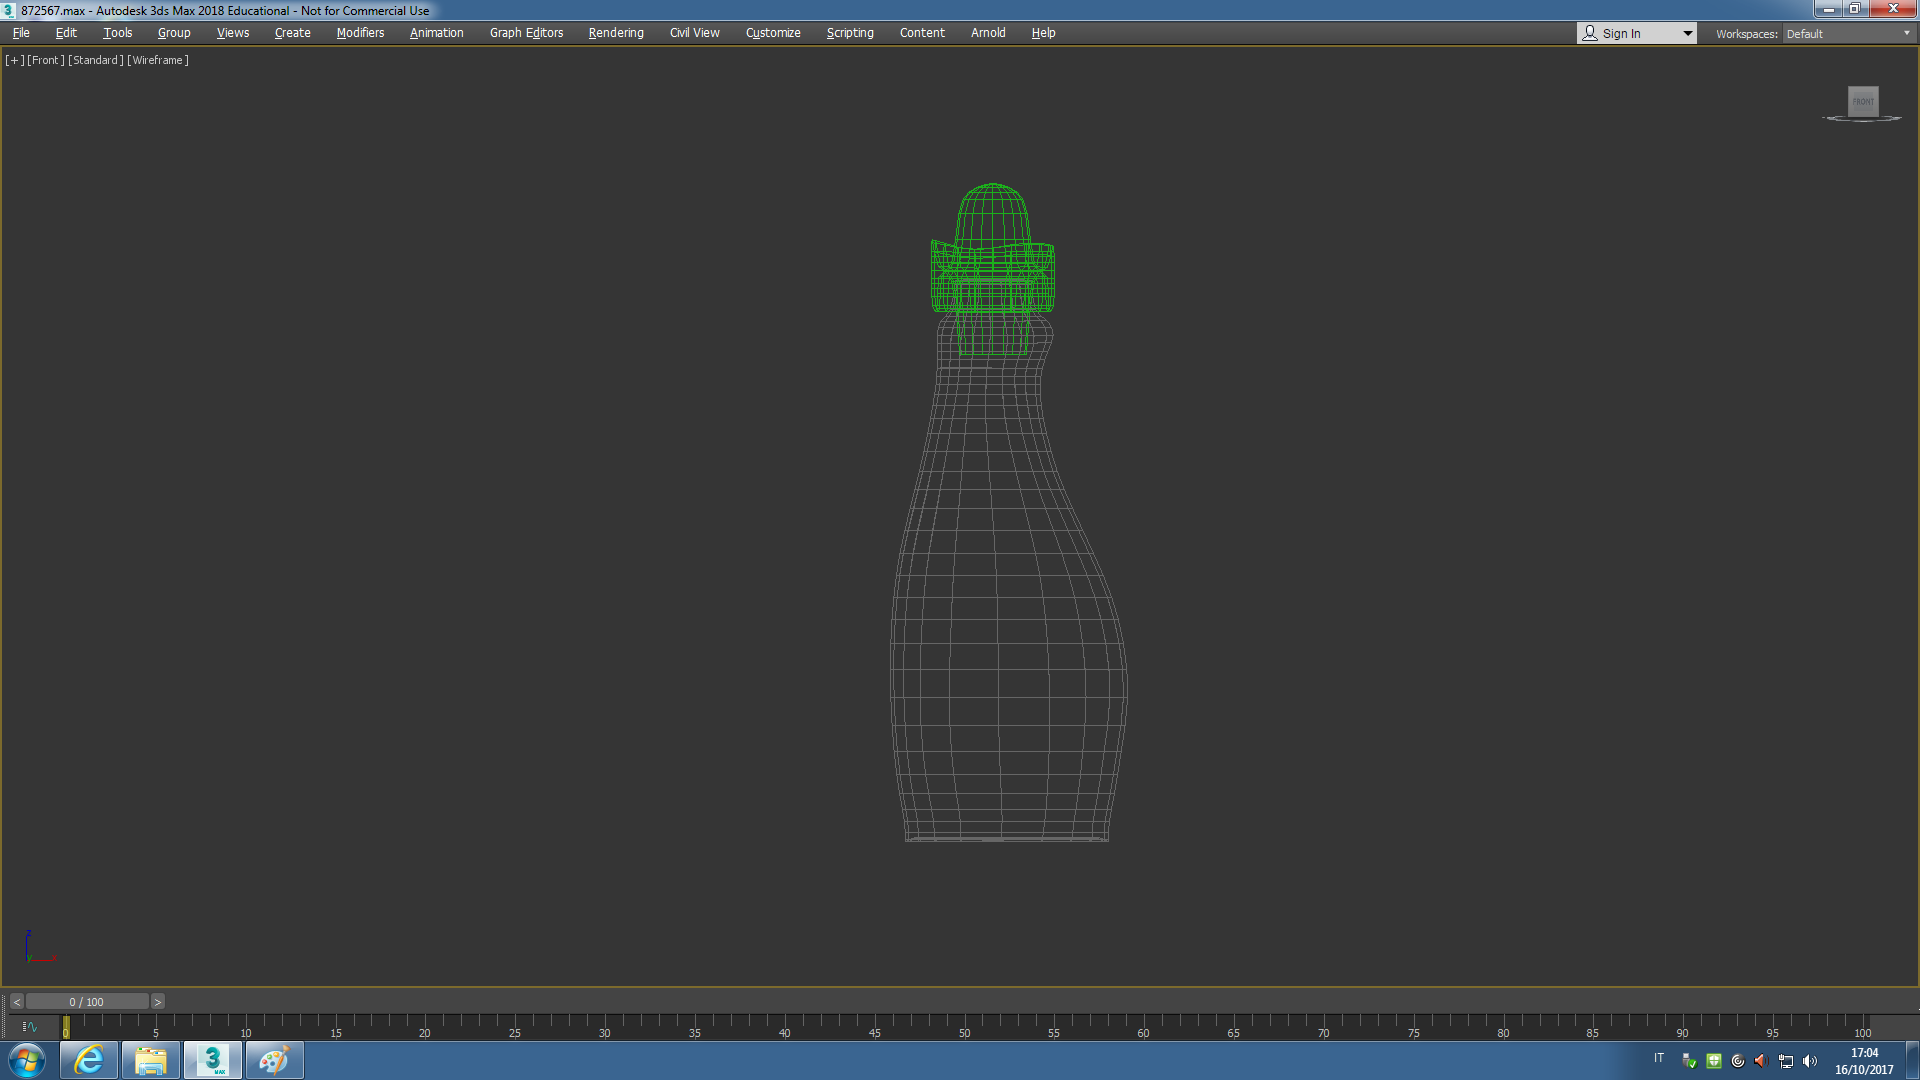 872567.max - Autodesk 3ds Max 2018 Educational - Not for Commercial Use
File Edit Tools Group Views Create Modifiers Animation Graph Editors Rendering Civil View Customize Scripting Content Arnold Help Sign In Workspaces: Default
[+] [Front] [Standard] [Wireframe]
FRONT
z
y
< 0 / 100 >
0 5 10 15 20 25 30 35 40 45 50 55 60 65 70 75 80 85 90 95 100
3 MAX
IT
17:04
16/10/2017